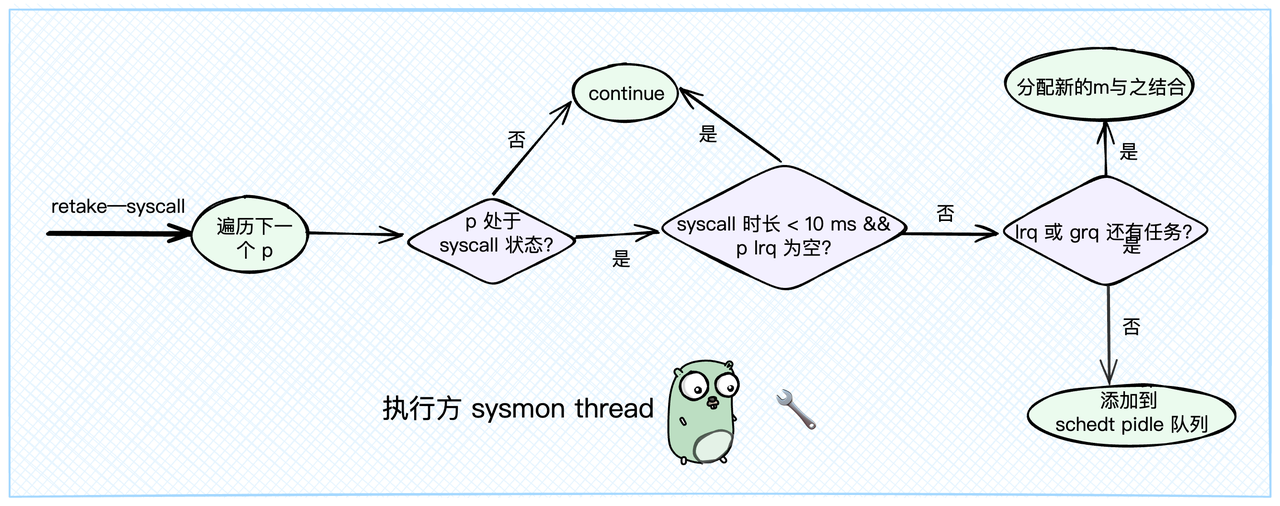 retake—syscall
遍历下一
个 p
否
continue
p 处于
syscall 状态?
是
是
syscall 时长 < 10 ms &&
p lrq 为空?
否
分配新的m与之结合
是
lrq 或 grq 还有任务?
是
否
添加到
schedt pidle 队列
执行方 sysmon thread